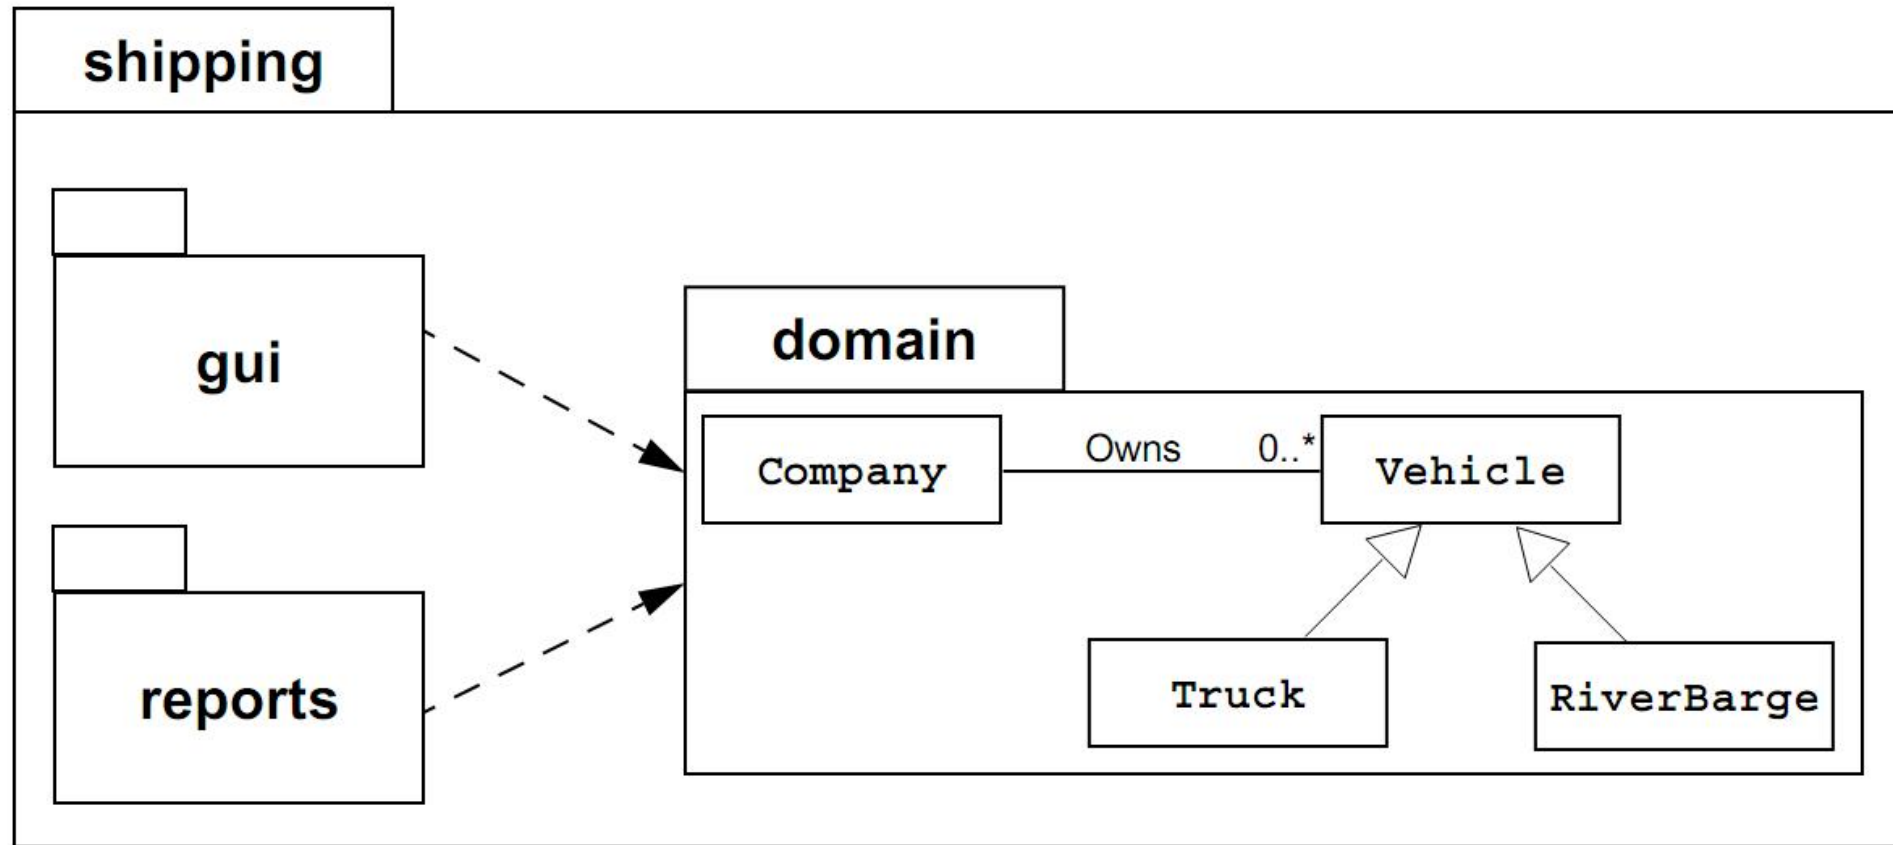 shipping
gui
domain
Company
Owns
0..*
Vehicle
reports
Truck
RiverBarge